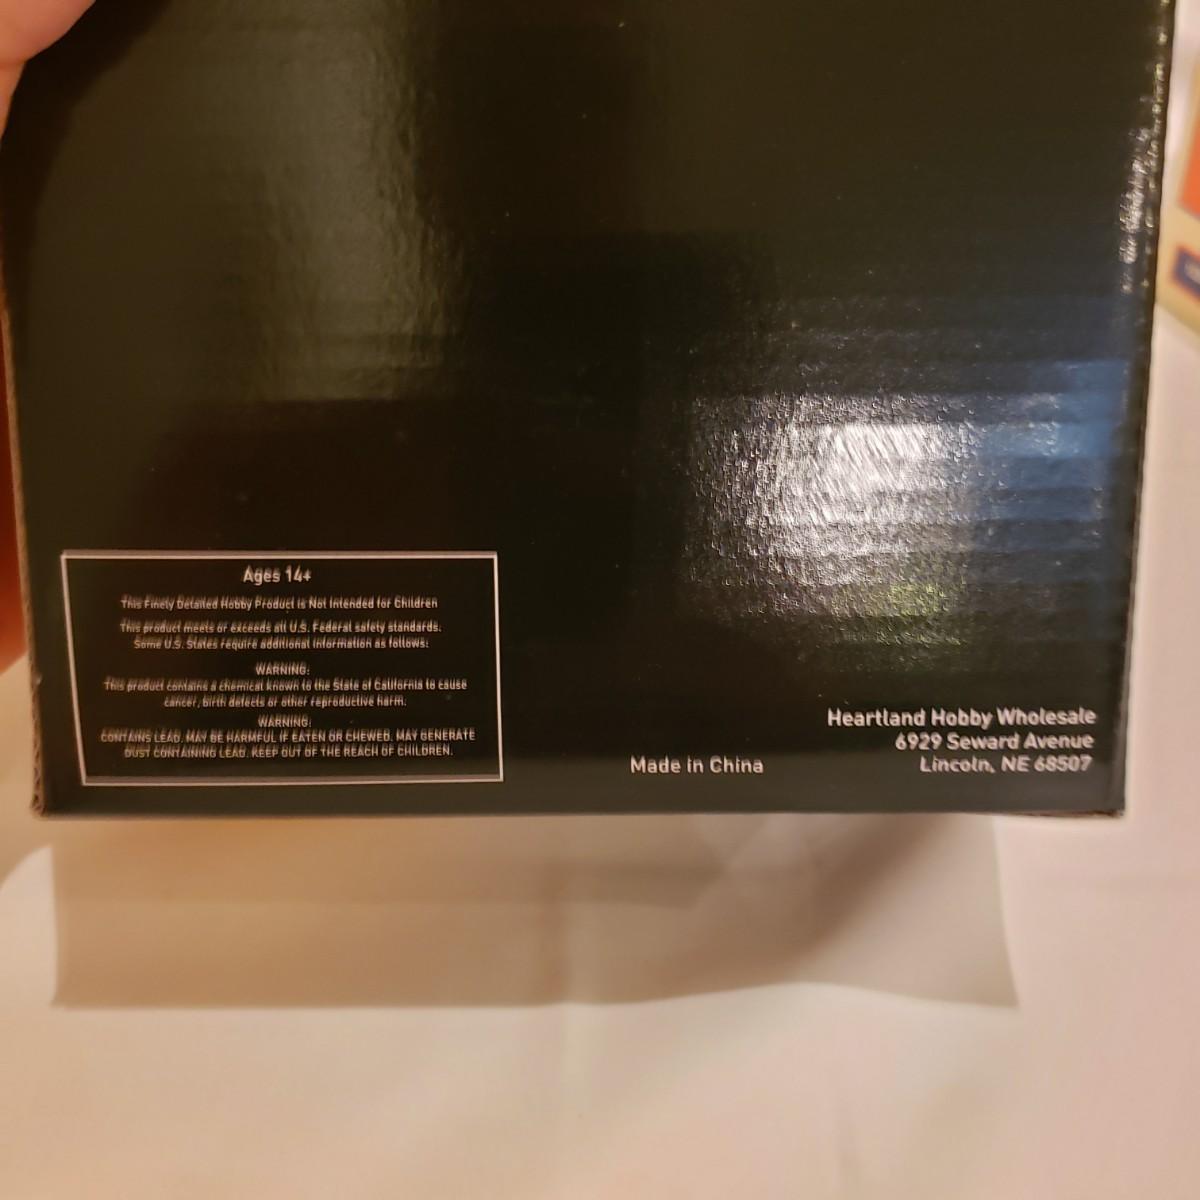 Ages 14+
This Finely Detailed Hobby Product is Not Intended for Children
This product meets or exceeds all U.S. Federal safety standards.
Some U.S. States require additional information as follows:
WARNING:
This product contains a chemical known to the State of California to cause
cancer, birth defects or other reproductive harm.
WARNING:
CONTAINS LEAD. MAY BE HARMFUL IF EATEN OR CHEWED. MAY GENERATE
DUST CONTAINING LEAD. KEEP OUT OF THE REACH OF CHILDREN.
Made in China
Heartland Hobby Wholesale
6929 Seward Avenue
Lincoln, NE 68507